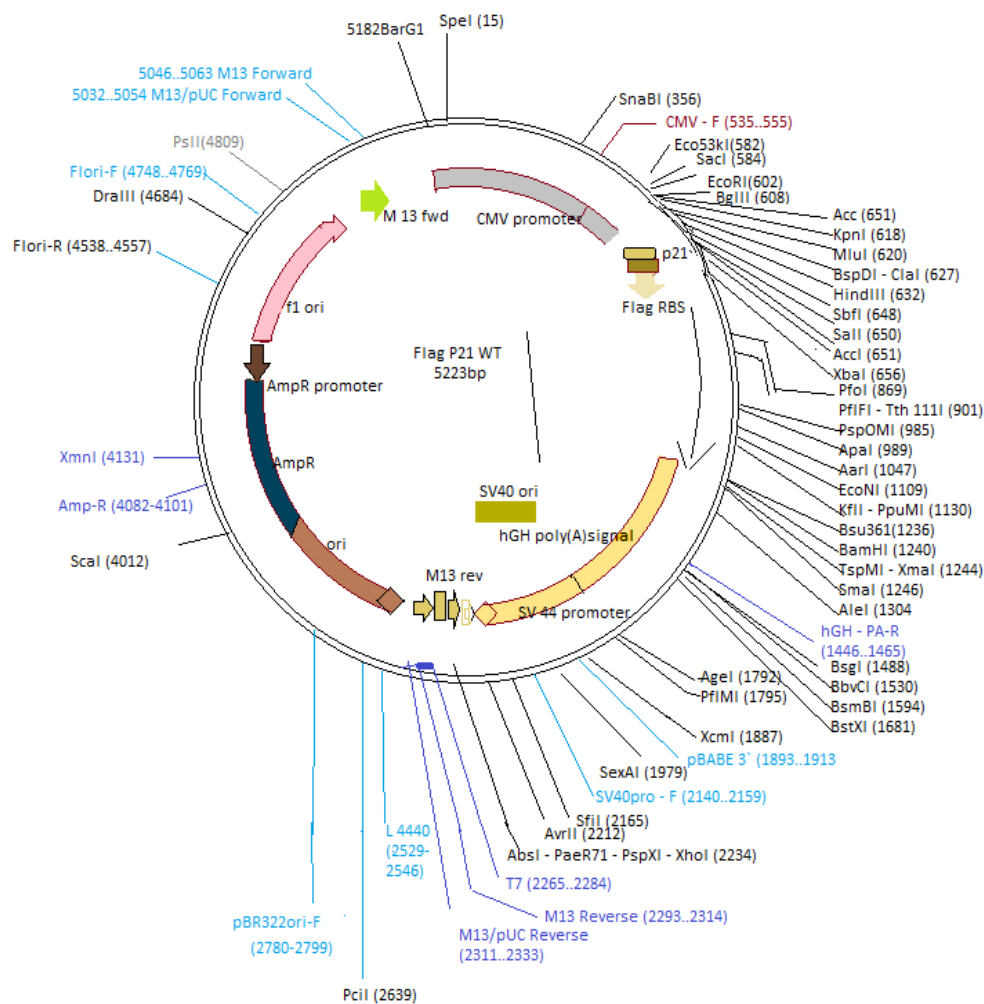 5182BarG1
SpeI (15)
5046..5063 M13 Forward
5032..5054 M13/pUC Forward
PsII(4809)
FIori-F (4748..4769)
DraIII (4684)
FIori-R (4538..4557)
SnaBI (356)
CMV - F (535..555)
Eco53kI(582)
SacI (584)
EcoRI(602)
BgIII (608)
Acc (651)
KpnI (618)
MluI (620)
BspDI - ClaI (627)
HindIII (632)
SbfI (648)
SalI (650)
AccI (651)
XbaI (656)
PfoI (869)
PfIFI - Tth 111I (901)
PspOMI (985)
ApaI (989)
AarI (1047)
EcoNI (1109)
KfII - PpuMI (1130)
Bsu361(1236)
BamHI (1240)
TspMI - XmaI (1244)
SmaI (1246)
AleI (1304
hGH - PA-R
(1446..1465)
BsgI (1488)
BbvCI (1530)
BsmBI (1594)
BstXI (1681)
M 13 fwd
CMV promoter
p21
Flag RBS
f1 ori
Flag P21 WT
5223bp
AmpR promoter
AmpR
SV40 ori
hGH poly(A)signal
ori
M13 rev
SV 44 promoter
XmnI (4131)
Amp-R (4082-4101)
ScaI (4012)
AgeI (1792)
PfIMI (1795)
XcmI (1887)
pBABE 3` (1893..1913
SexAI (1979)
SV40pro - F (2140..2159)
SfiI (2165)
AvrII (2212)
AbsI - PaeR71 - PspXI - XhoI (2234)
T7 (2265..2284)
M13 Reverse (2293..2314)
M13/pUC Reverse
(2311..2333)
L 4440
(2529-
2546)
pBR322ori-F
(2780-2799)
PciI (2639)